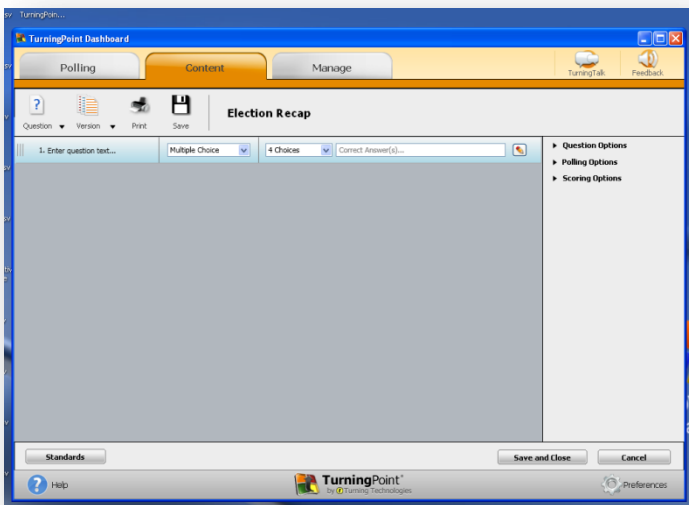 TurningPoin...
TurningPoint Dashboard
Polling
Content
Manage
TurningTalk
Feedback
Question
Version
Print
Save
Election Recap
1. Enter question text...
Multiple Choice
4 Choices
Correct Answer(s)...
Question Options
Polling Options
Scoring Options
Standards
Save and Close
Cancel
Help
TurningPoint
by Turning Technologies
Preferences